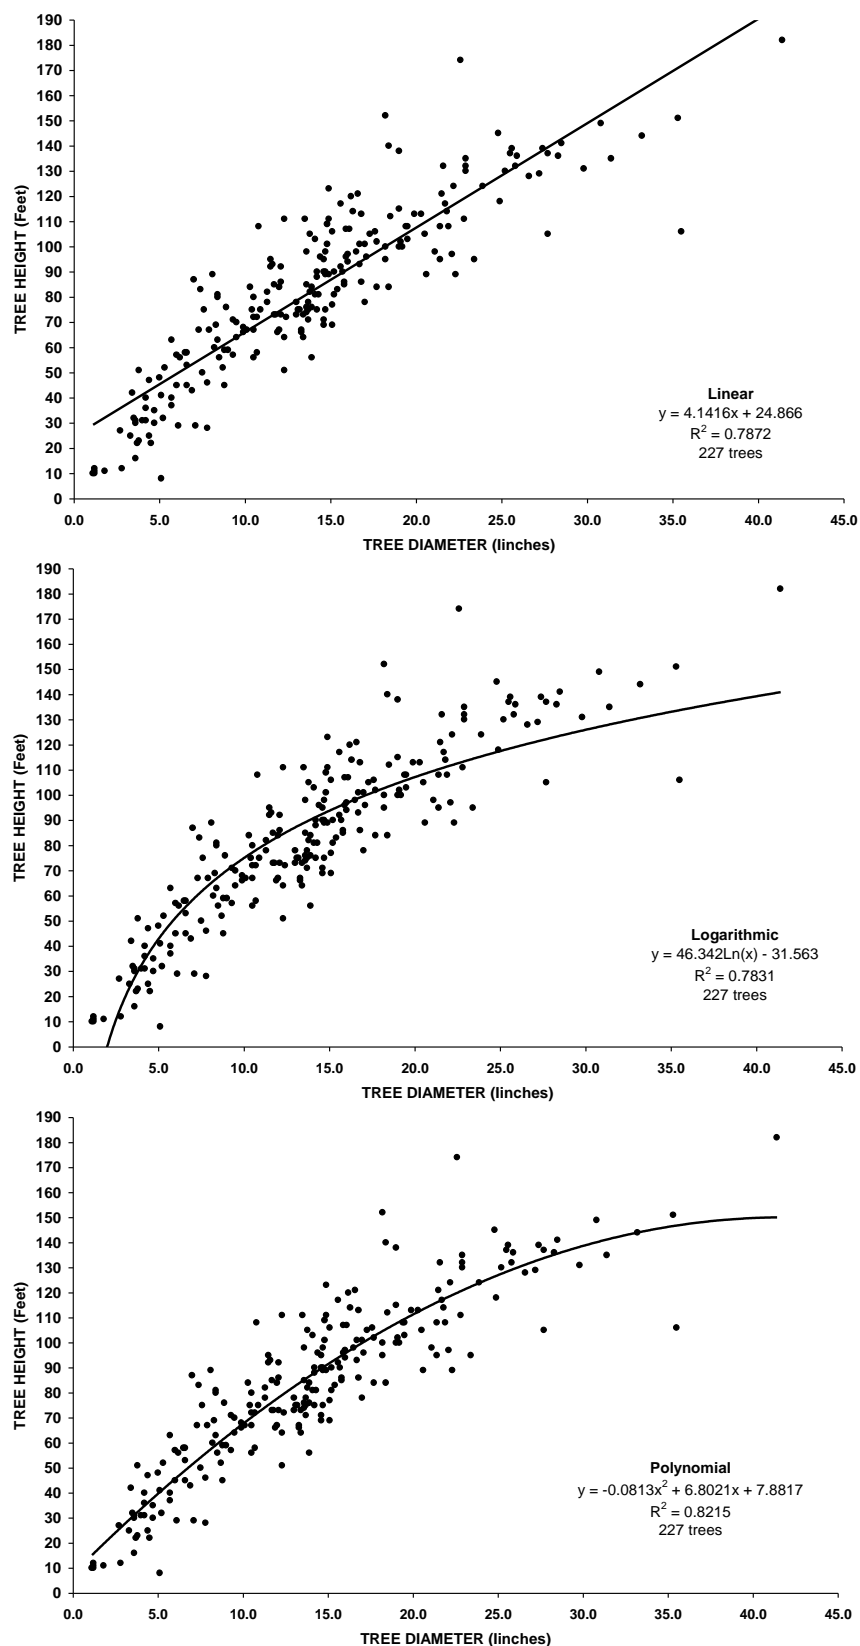 190
180
170
160
150
140
130
120
110
100
90
80
70
60
50
40
30
20
10
0
TREE HEIGHT (Feet)
Linear
y = 4.1416x + 24.866
R² = 0.7872
227 trees
0.0 5.0 10.0 15.0 20.0 25.0 30.0 35.0 40.0 45.0
TREE DIAMETER (Iinches)
190
180
170
160
150
140
130
120
110
100
90
80
70
60
50
40
30
20
10
0
TREE HEIGHT (Feet)
Logarithmic
y = 46.342Ln(x) - 31.563
R² = 0.7831
227 trees
0.0 5.0 10.0 15.0 20.0 25.0 30.0 35.0 40.0 45.0
TREE DIAMETER (Iinches)
190
180
170
160
150
140
130
120
110
100
90
80
70
60
50
40
30
20
10
0
TREE HEIGHT (Feet)
Polynomial
y = -0.0813x² + 6.8021x + 7.8817
R² = 0.8215
227 trees
0.0 5.0 10.0 15.0 20.0 25.0 30.0 35.0 40.0 45.0
TREE DIAMETER (Iinches)